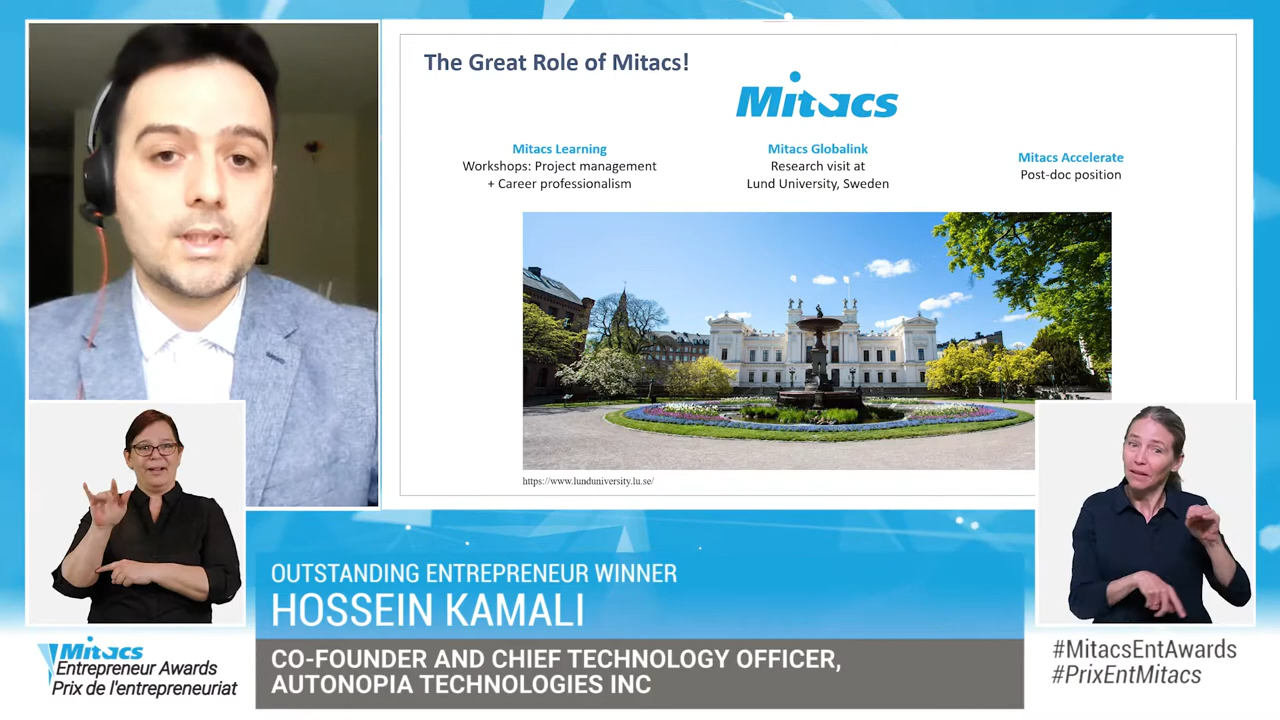 The Great Role of Mitacs!
Mitacs
Mitacs Learning
Workshops: Project management
+ Career professionalism
Mitacs Globalink
Research visit at
Lund University, Sweden
Mitacs Accelerate
Post-doc position
https://www.lunduniversity.lu.se/
OUTSTANDING ENTREPRENEUR WINNER
HOSSEIN KAMALI
CO-FOUNDER AND CHIEF TECHNOLOGY OFFICER,
AUTONOPIA TECHNOLOGIES INC
Mitacs
Entrepreneur Awards
Prix de l'entrepreneuriat
#MitacsEntAwards
#PrixEntMitacs